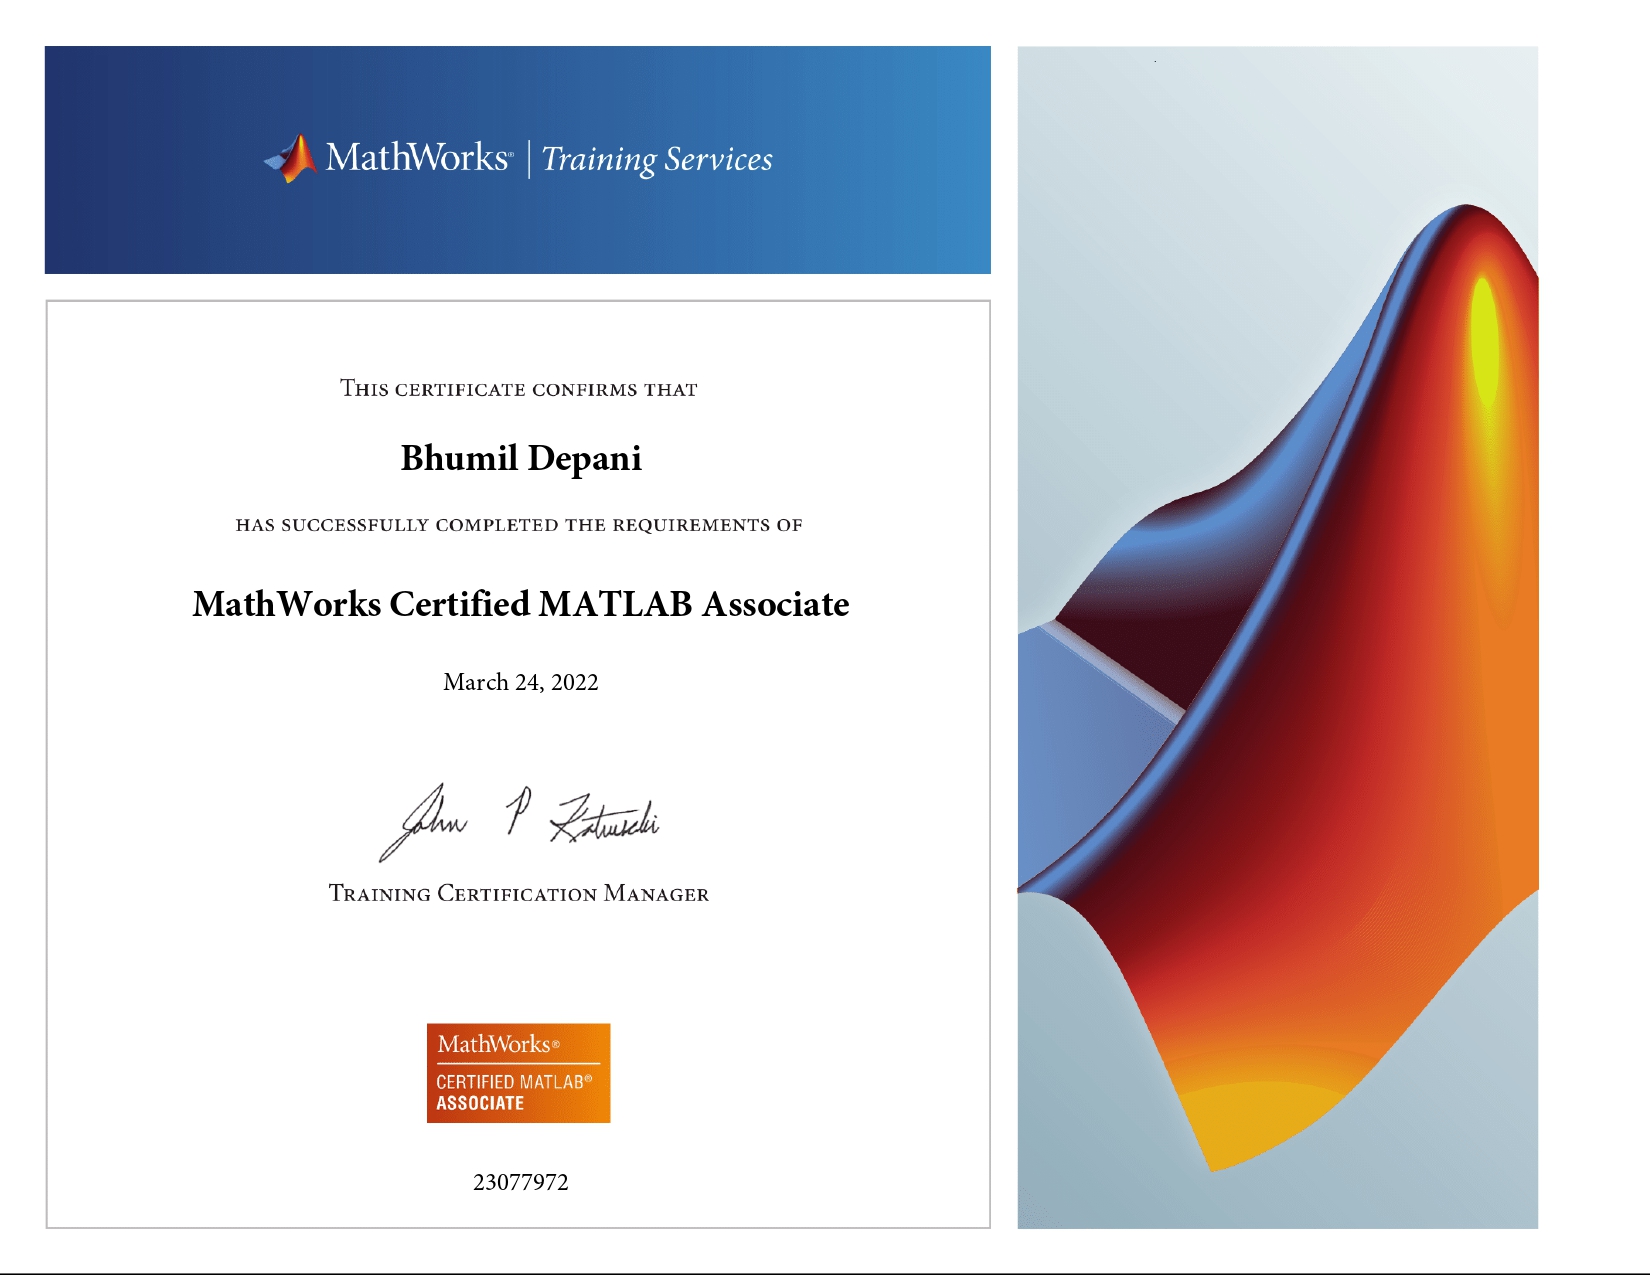 MathWorks® | Training Services
This certificate confirms that
Bhumil Depani
has successfully completed the requirements of
MathWorks Certified MATLAB Associate
March 24, 2022
John P
Training Certification Manager
MathWorks®
CERTIFIED MATLAB®
ASSOCIATE
23077972